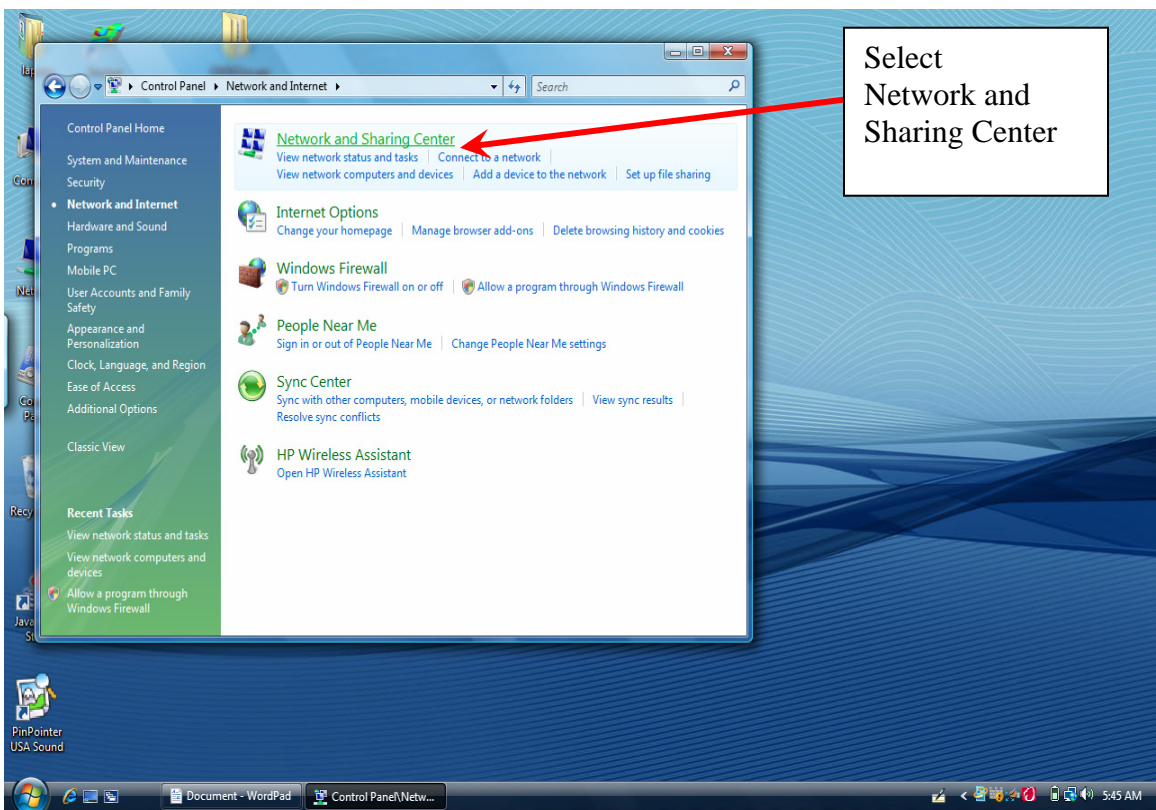 Select
Network and
Sharing Center
Control Panel Network and Internet
Search
Control Panel Home
System and Maintenance
Security
Network and Internet
Hardware and Sound
Programs
Mobile PC
User Accounts and Family
Safety
Appearance and
Personalization
Clock, Language, and Region
Ease of Access
Additional Options
Classic View
Recent Tasks
View network status and tasks
View network computers and
devices
Allow a program through
Windows Firewall
Network and Sharing Center
View network status and tasks Connect to a network
View network computers and devices Add a device to the network Set up file sharing
Internet Options
Change your homepage Manage browser add-ons Delete browsing history and cookies
Windows Firewall
Turn Windows Firewall on or off Allow a program through Windows Firewall
People Near Me
Sign in or out of People Near Me Change People Near Me settings
Sync Center
Sync with other computers, mobile devices, or network folders View sync results
Resolve sync conflicts
HP Wireless Assistant
Open HP Wireless Assistant
PinPointer
USA Sound
Document - WordPad
Control Panel\Netw...
5:45 AM